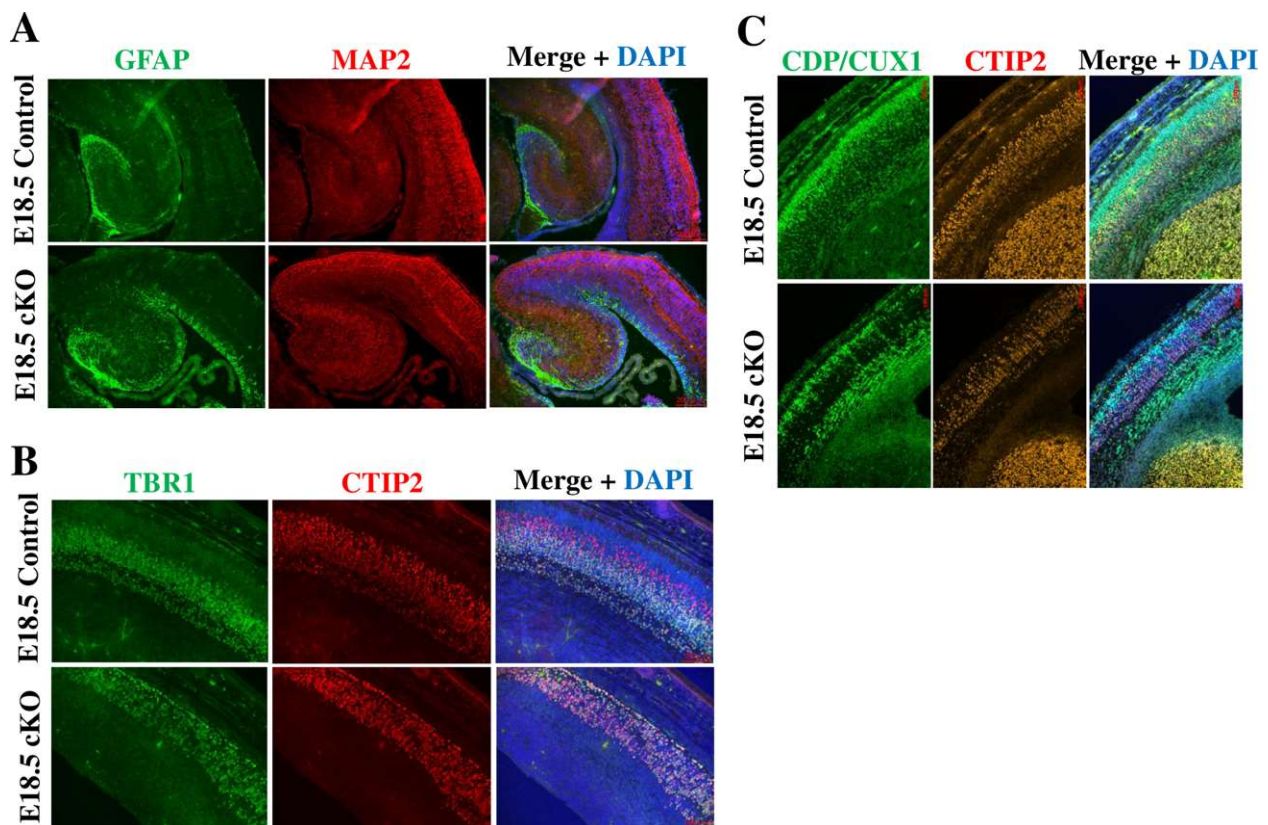 A
GFAP
MAP2
Merge + DAPI
E18.5 Control
E18.5 cKO
B
TBR1
CTIP2
Merge + DAPI
E18.5 Control
E18.5 cKO
C
CDP/CUX1
CTIP2
Merge + DAPI
E18.5 Control
E18.5 cKO